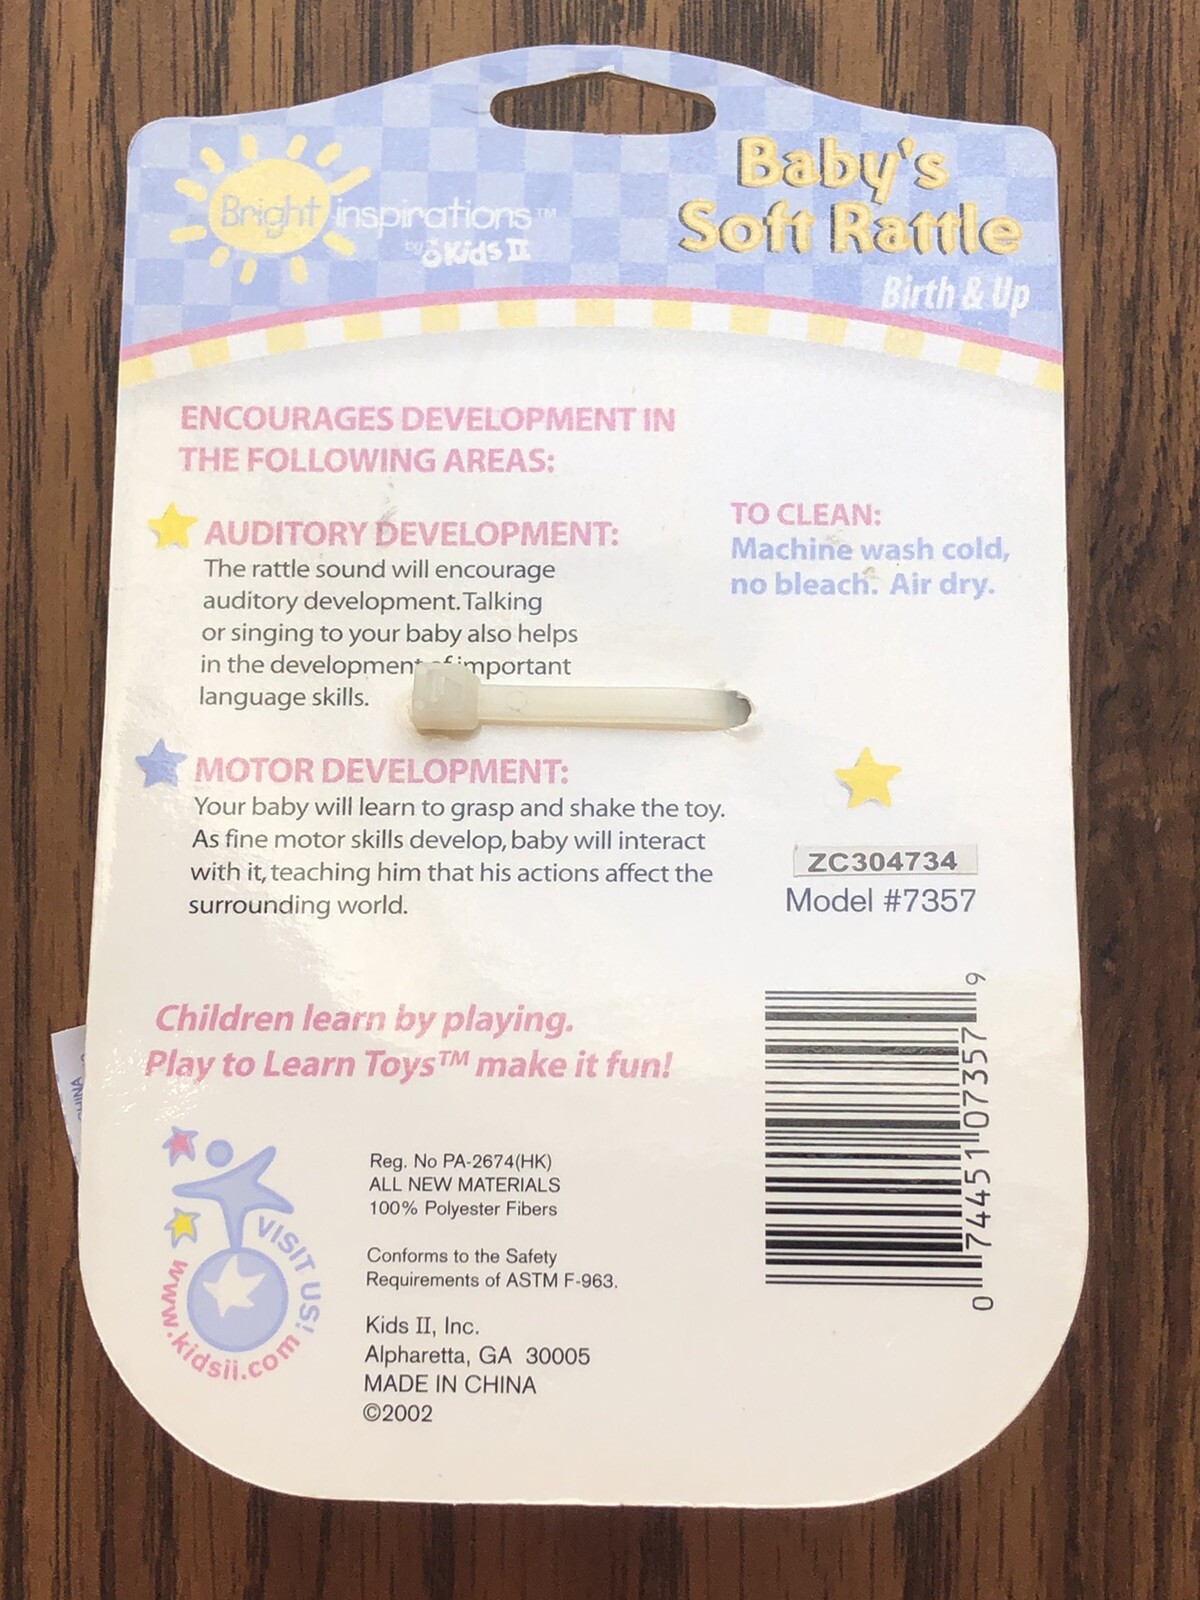 Bright inspirations™
by Kids II
Baby's
Soft Rattle
Birth & Up
ENCOURAGES DEVELOPMENT IN
THE FOLLOWING AREAS:
AUDITORY DEVELOPMENT:
The rattle sound will encourage
auditory development. Talking
or singing to your baby also helps
in the development of important
language skills.
TO CLEAN:
Machine wash cold,
no bleach. Air dry.
MOTOR DEVELOPMENT:
Your baby will learn to grasp and shake the toy.
As fine motor skills develop, baby will interact
with it, teaching him that his actions affect the
surrounding world.
ZC304734
Model #7357
Children learn by playing.
Play to Learn Toys™ make it fun!
0 74451 07357 9
VISIT US!
www.kidsii.com
Reg. No PA-2674(HK)
ALL NEW MATERIALS
100% Polyester Fibers
Conforms to the Safety
Requirements of ASTM F-963.
Kids II, Inc.
Alpharetta, GA 30005
MADE IN CHINA
©2002